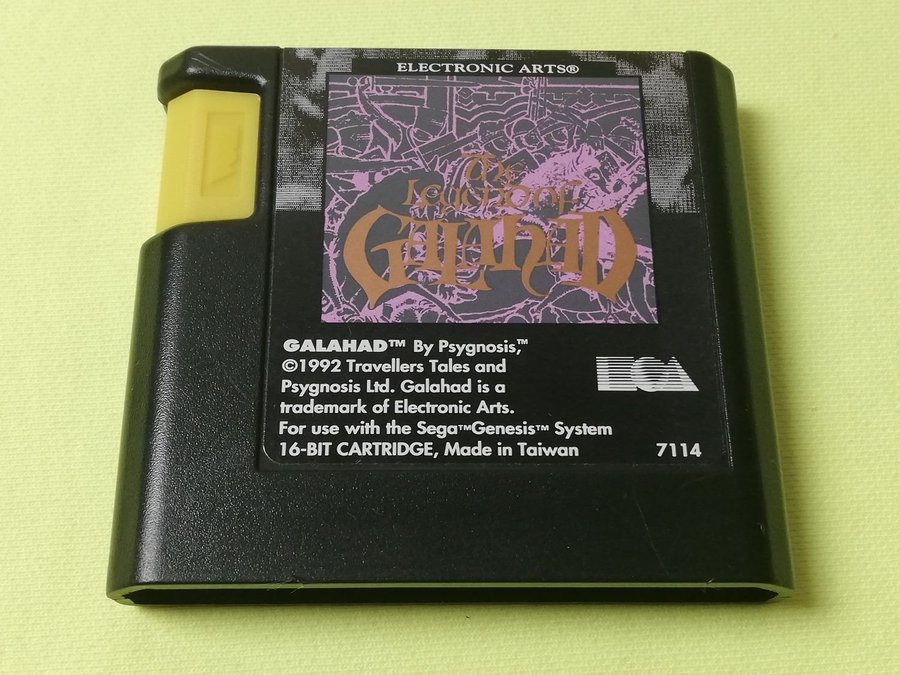 ELECTRONIC ARTS®
The
Legend of
GALAHAD
GALAHAD™ By Psygnosis,™
©1992 Travellers Tales and
Psygnosis Ltd. Galahad is a
trademark of Electronic Arts.
For use with the Sega™Genesis™ System
16-BIT CARTRIDGE, Made in Taiwan
7114
EA